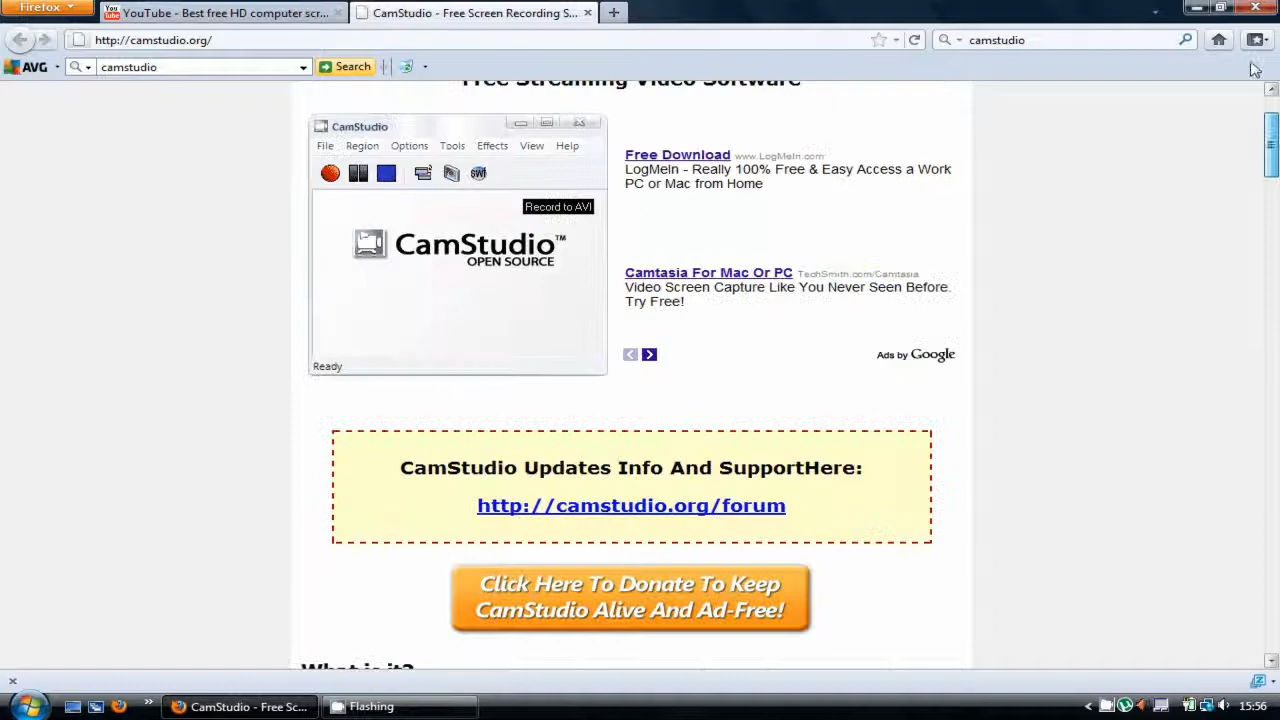 Firefox
YouTube - Best free HD computer scr...
CamStudio - Free Screen Recording S...
http://camstudio.org/
camstudio
AVG
camstudio
Search
Free Streaming Video Software
CamStudio
File Region Options Tools Effects View Help
SWF
Record to AVI
CamStudio™
OPEN SOURCE
Ready
Free Download www.LogMeIn.com
LogMeIn - Really 100% Free & Easy Access a Work
PC or Mac from Home
Camtasia For Mac Or PC TechSmith.com/Camtasia
Video Screen Capture Like You Never Seen Before.
Try Free!
Ads by Google
CamStudio Updates Info And SupportHere:
http://camstudio.org/forum
Click Here To Donate To Keep
CamStudio Alive And Ad-Free!
What is it?
CamStudio - Free Sc...
Flashing
15:56